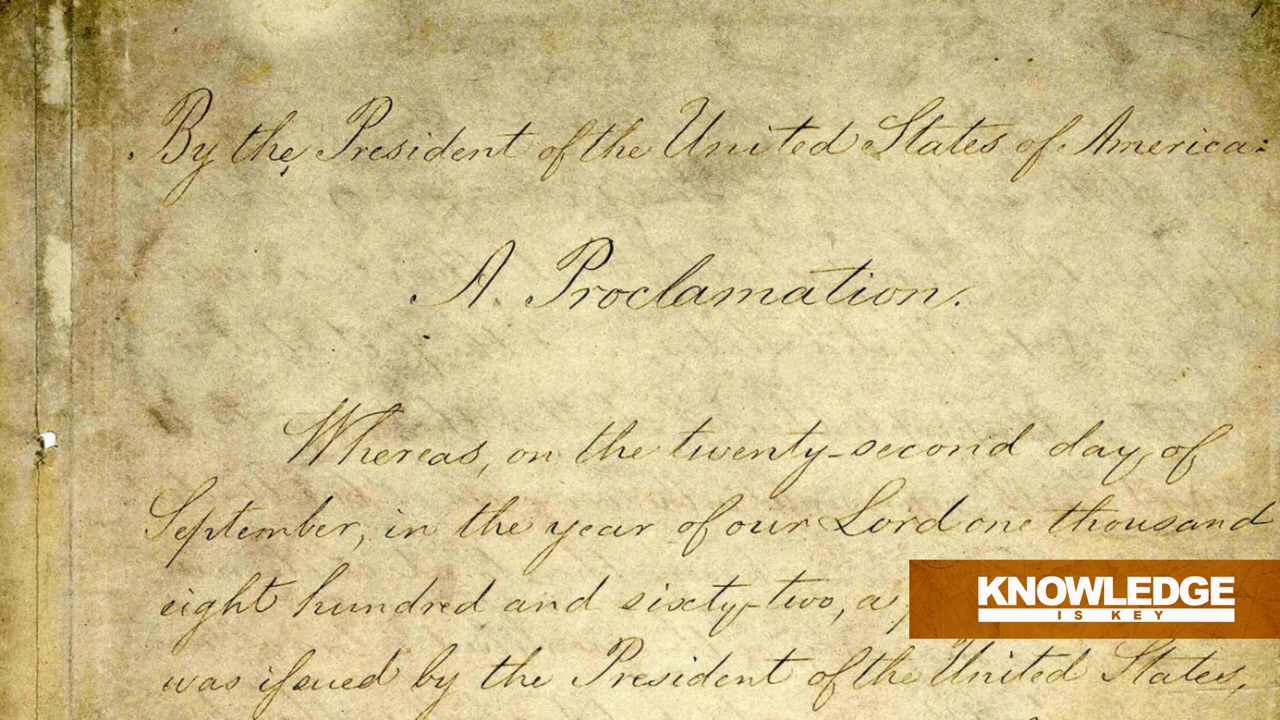 By the President of the United States of America:
A Proclamation.
Whereas, on the twenty-second day of
September, in the year of our Lord one thousand
eight hundred and sixty-two, a
was issued by the President of the United States,
KNOWLEDGE
IS KEY